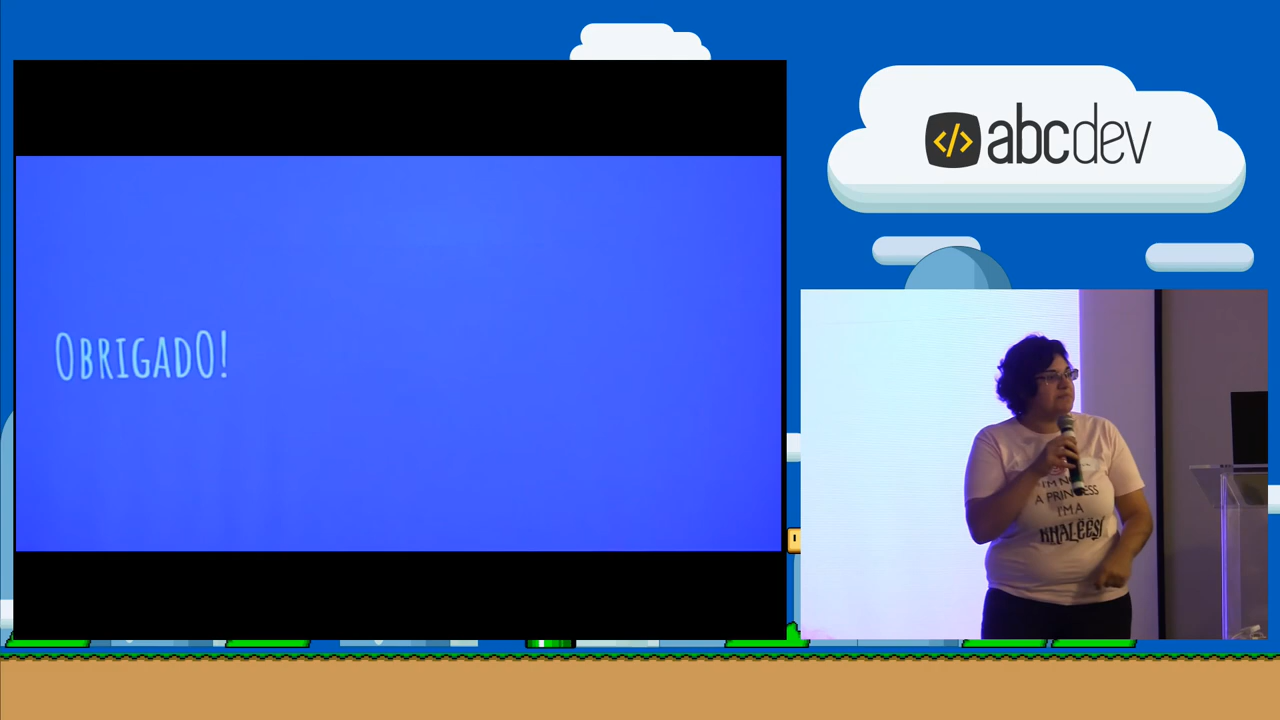 ObrigadO!
</> abcdev
I'M NOT
A PRINCESS
I'M A
KHALEESI